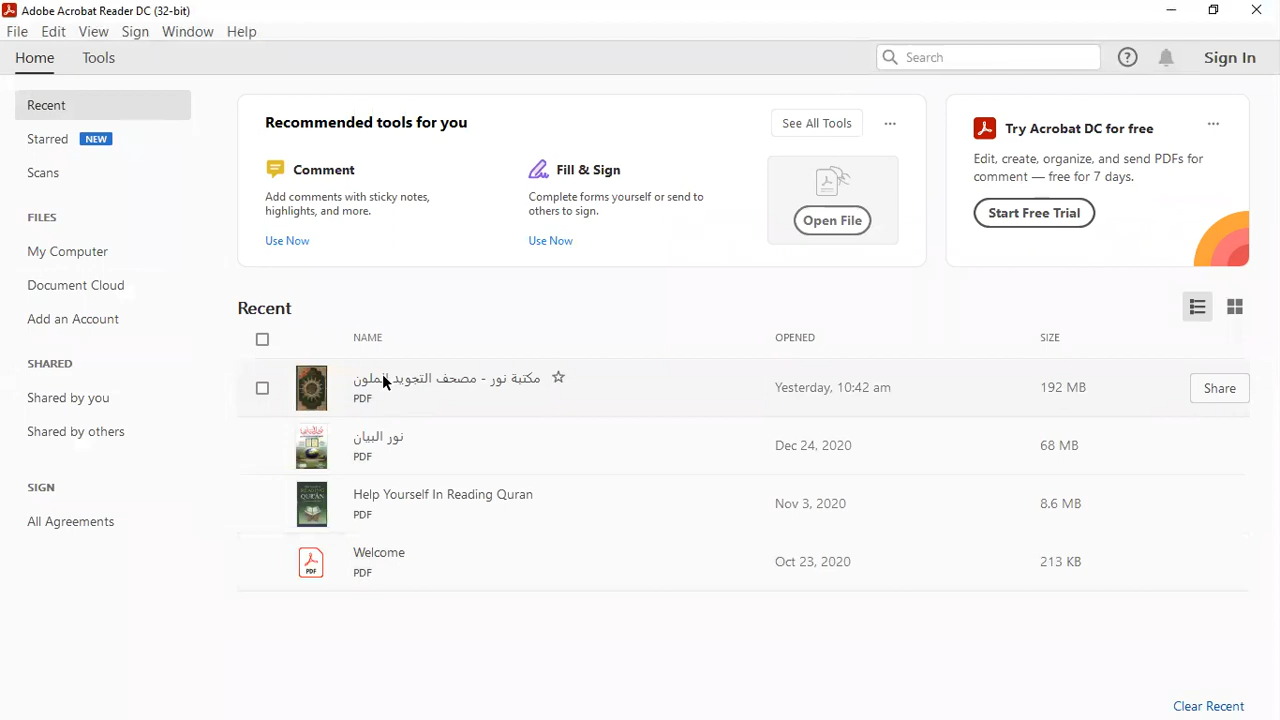 Adobe Acrobat Reader DC (32-bit)
File Edit View Sign Window Help
Home Tools
Search
Sign In
Recent
Starred NEW
Scans
FILES
My Computer
Document Cloud
Add an Account
SHARED
Shared by you
Shared by others
SIGN
All Agreements
Recommended tools for you
See All Tools
Comment
Add comments with sticky notes,
highlights, and more.
Use Now
Fill & Sign
Complete forms yourself or send to
others to sign.
Use Now
Open File
Try Acrobat DC for free
Edit, create, organize, and send PDFs for
comment — free for 7 days.
Start Free Trial
Recent
NAME OPENED SIZE
مكتبة نور - مصحف التجويد الملون
PDF
Yesterday, 10:42 am 192 MB Share
نور البيان
PDF
Dec 24, 2020 68 MB
Help Yourself In Reading Quran
PDF
Nov 3, 2020 8.6 MB
Welcome
PDF
Oct 23, 2020 213 KB
Clear Recent